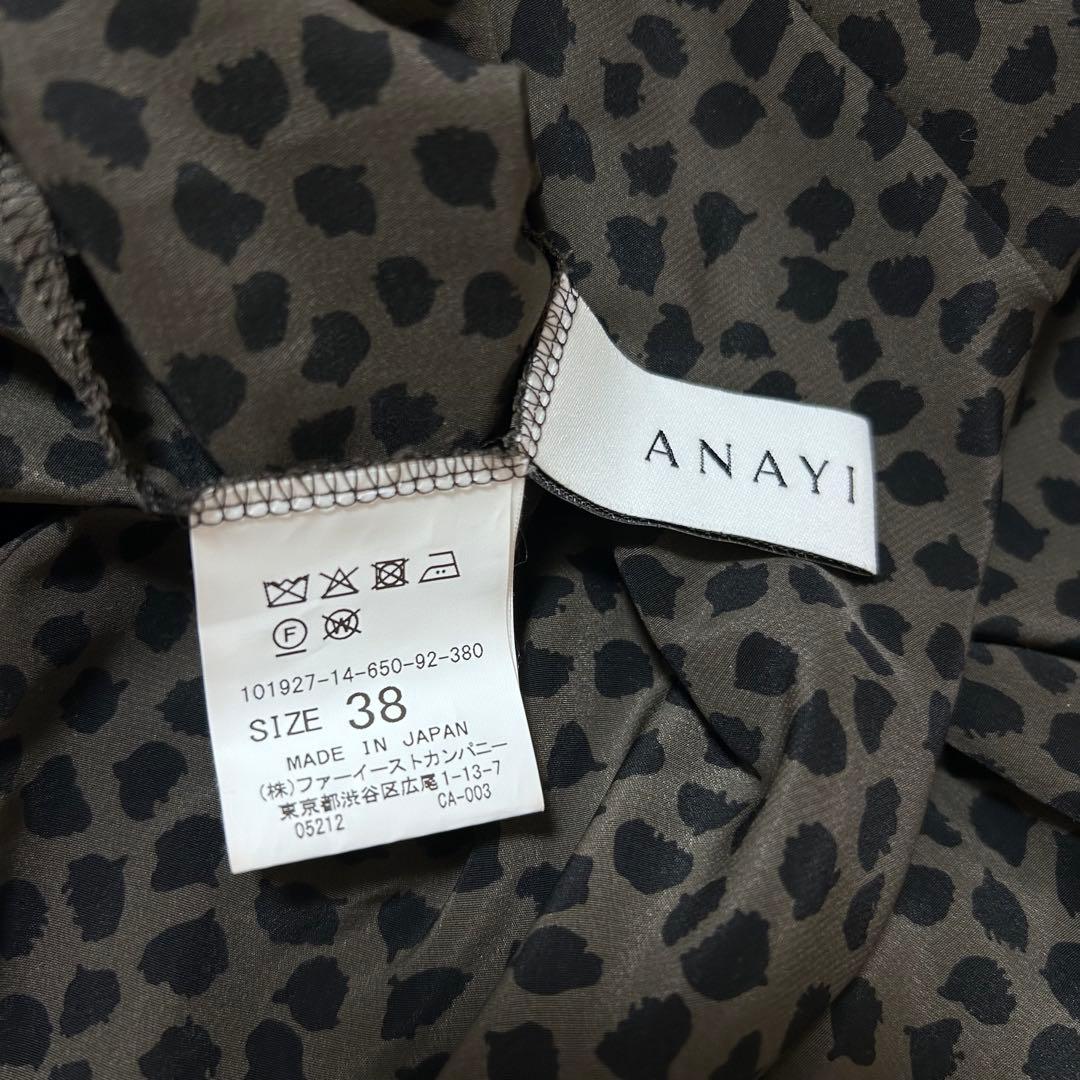 ANAYI
F W
101927-14-650-92-380
SIZE 38
MADE IN JAPAN
(株)ファーイーストカンパニー
東京都渋谷区広尾1-13-7
05212 CA-003